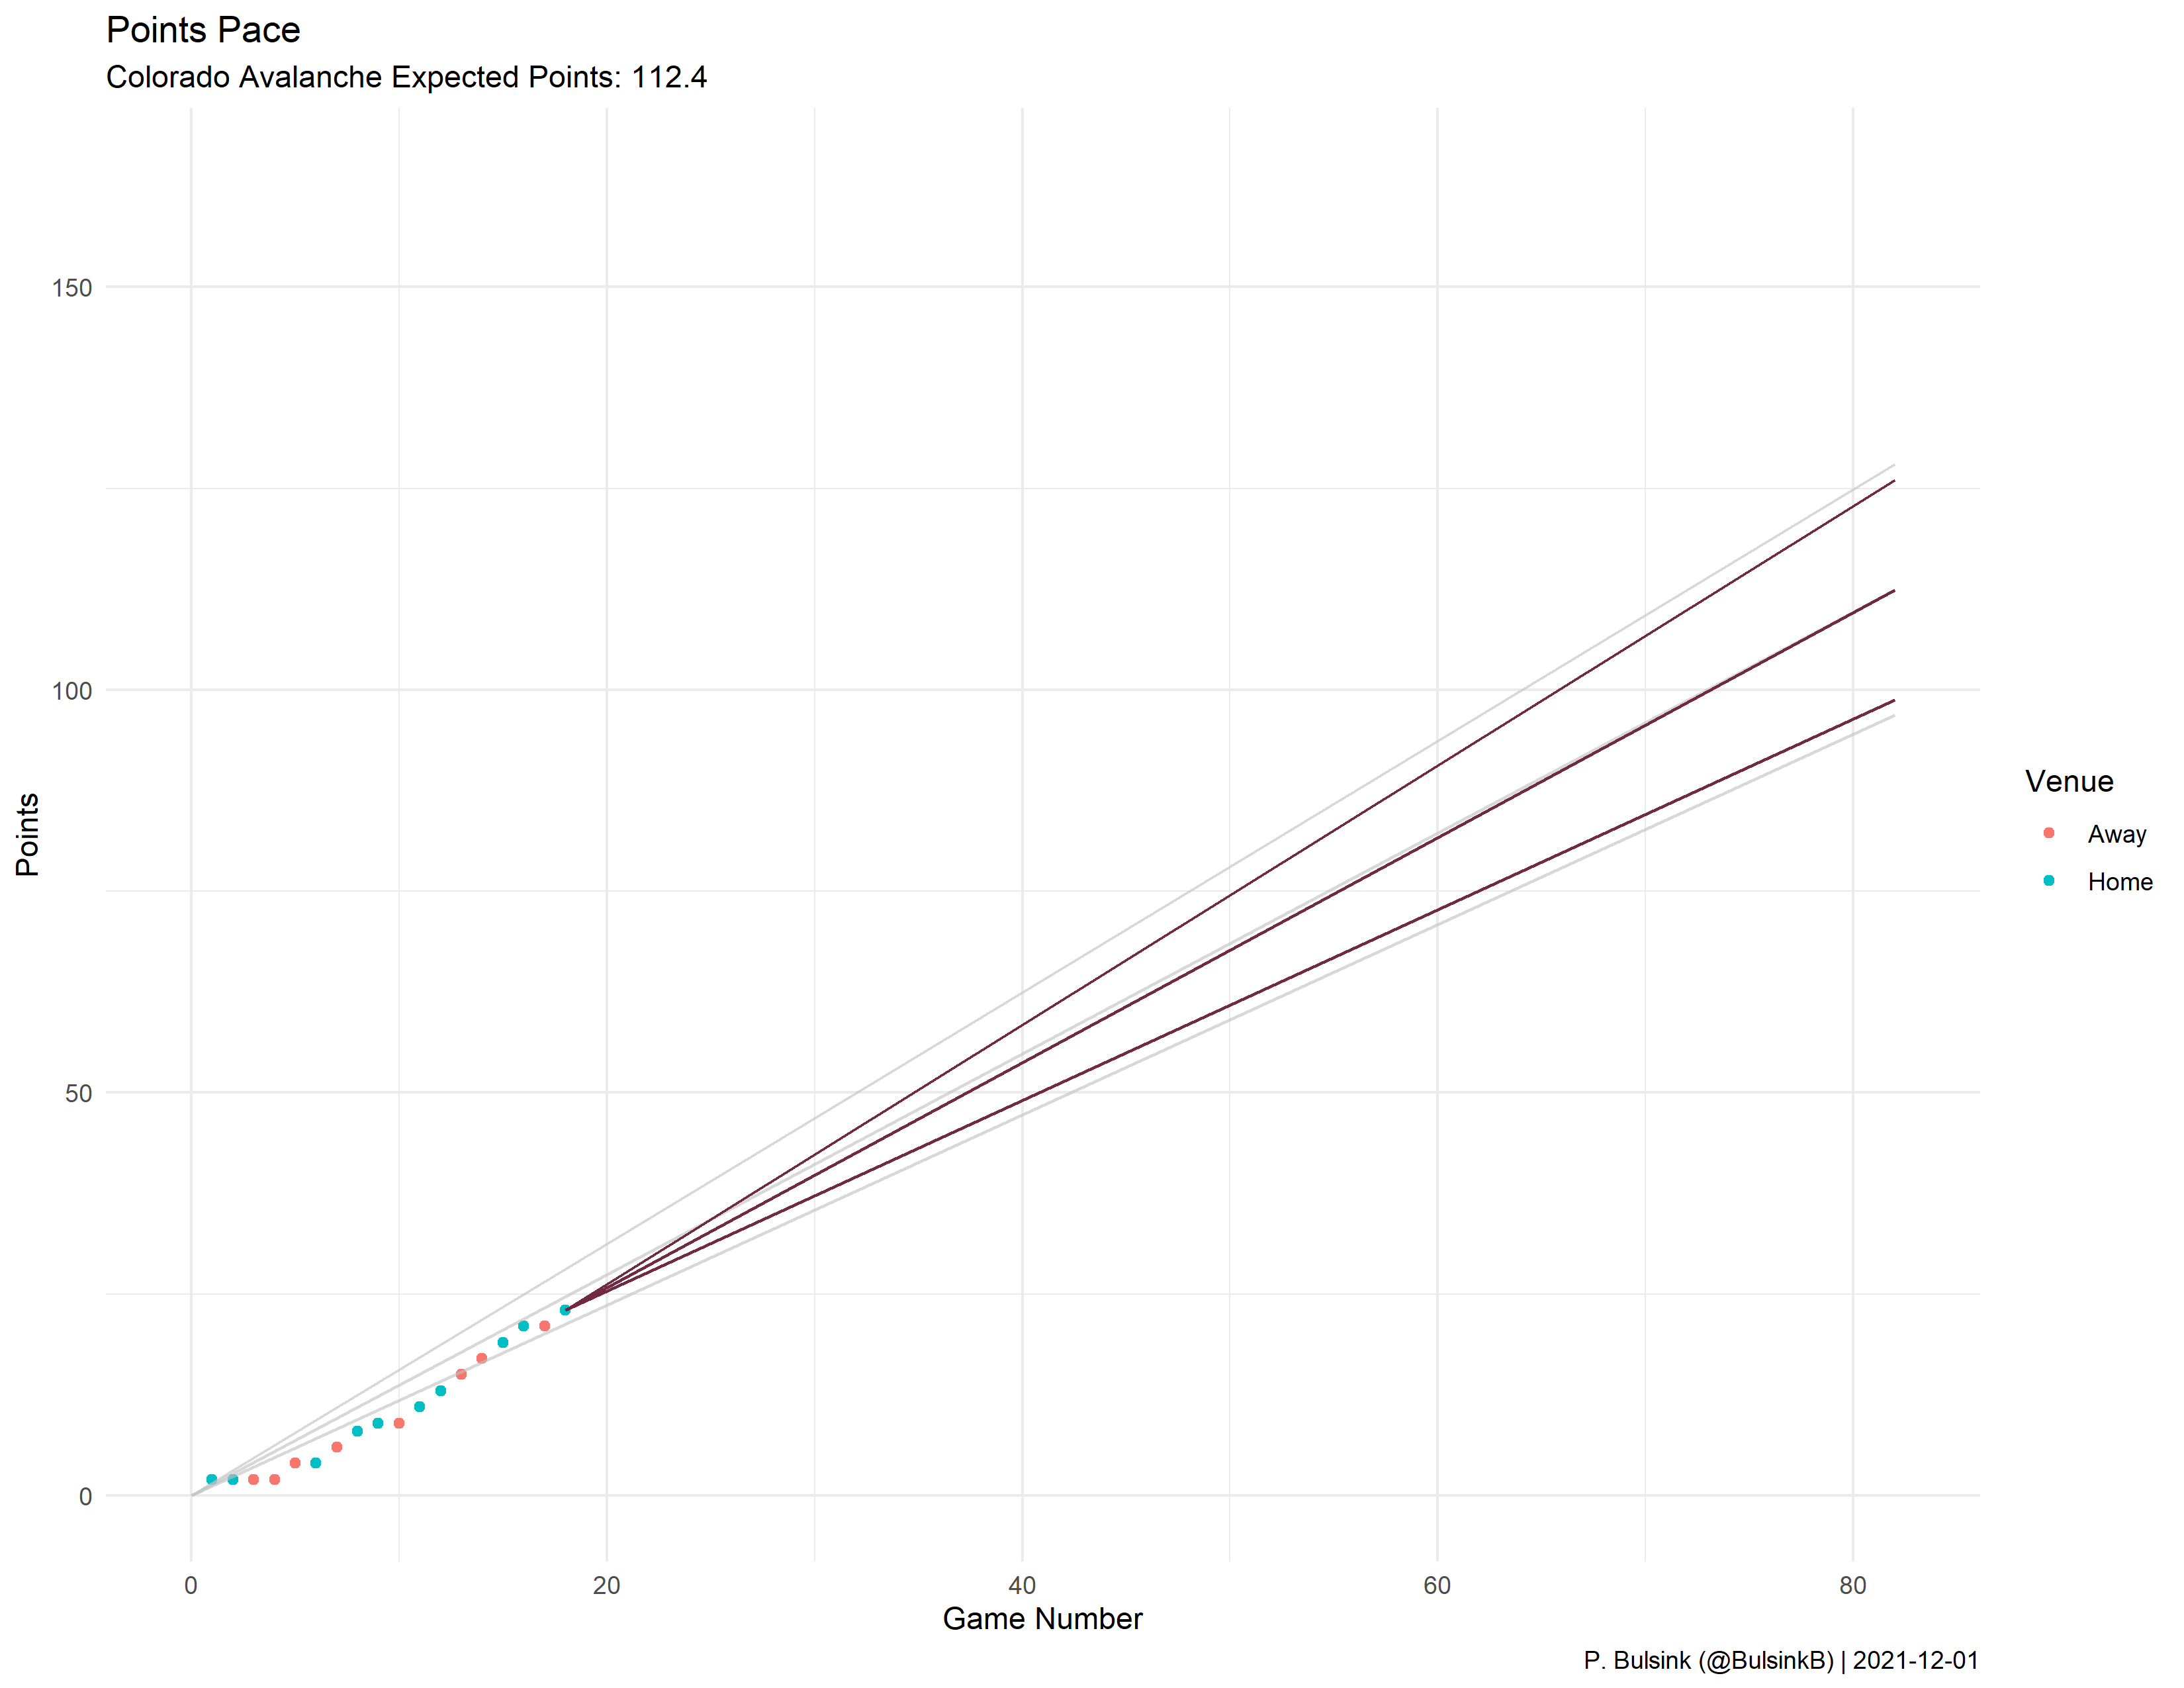 Points Pace
Colorado Avalanche Expected Points: 112.4
150
100
50
0
Points
0 20 40 60 80
Game Number
Venue
Away
Home
P. Bulsink (@BulsinkB) | 2021-12-01